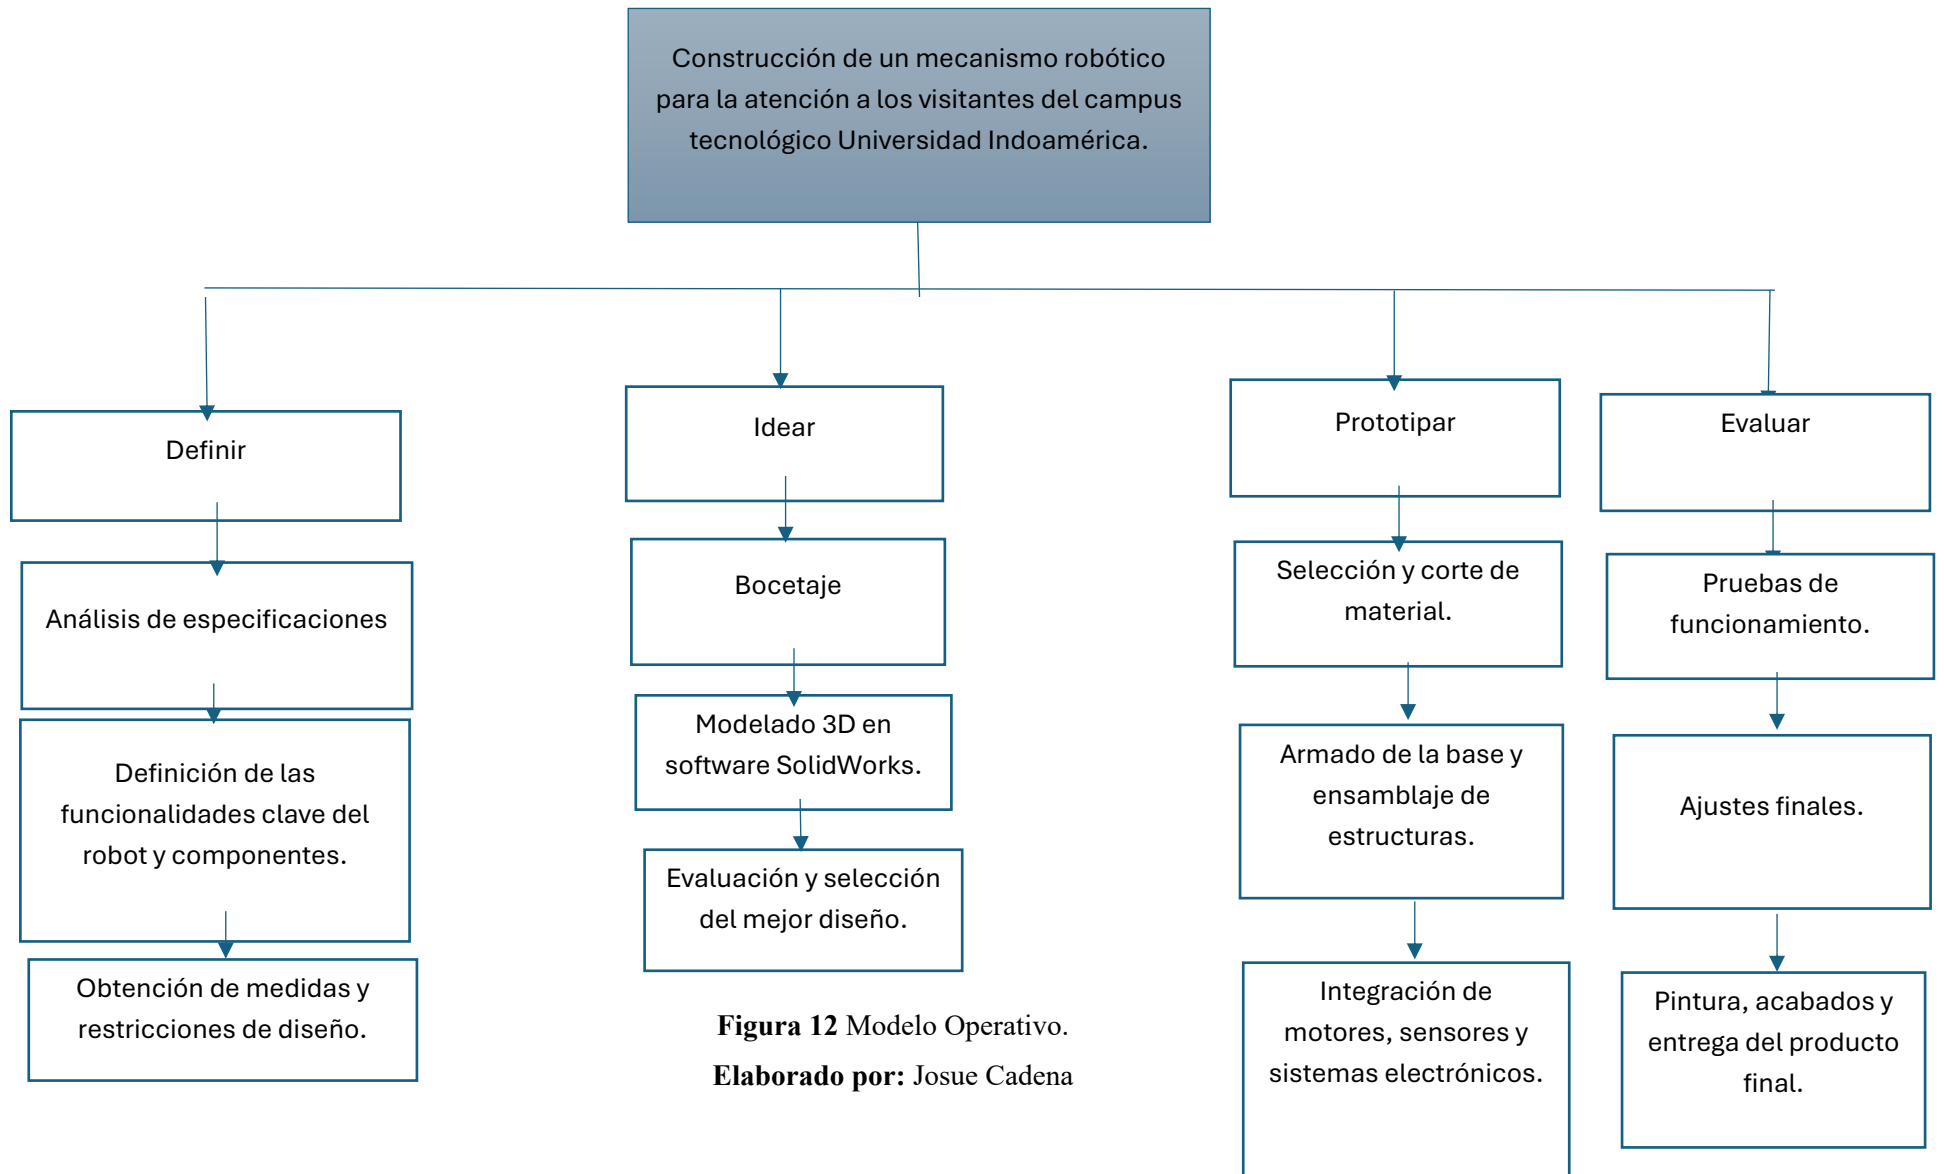 Construcción de un mecanismo robótico
para la atención a los visitantes del campus
tecnológico Universidad Indoamérica.
Definir
Análisis de especificaciones
Definición de las
funcionalidades clave del
robot y componentes.
Obtención de medidas y
restricciones de diseño.
Idear
Bocetaje
Modelado 3D en
software SolidWorks.
Evaluación y selección
del mejor diseño.
Prototipar
Selección y corte de
material.
Armado de la base y
ensamblaje de
estructuras.
Integración de
motores, sensores y
sistemas electrónicos.
Evaluar
Pruebas de
funcionamiento.
Ajustes finales.
Pintura, acabados y
entrega del producto
final.
Figura 12 Modelo Operativo.
Elaborado por: Josue Cadena